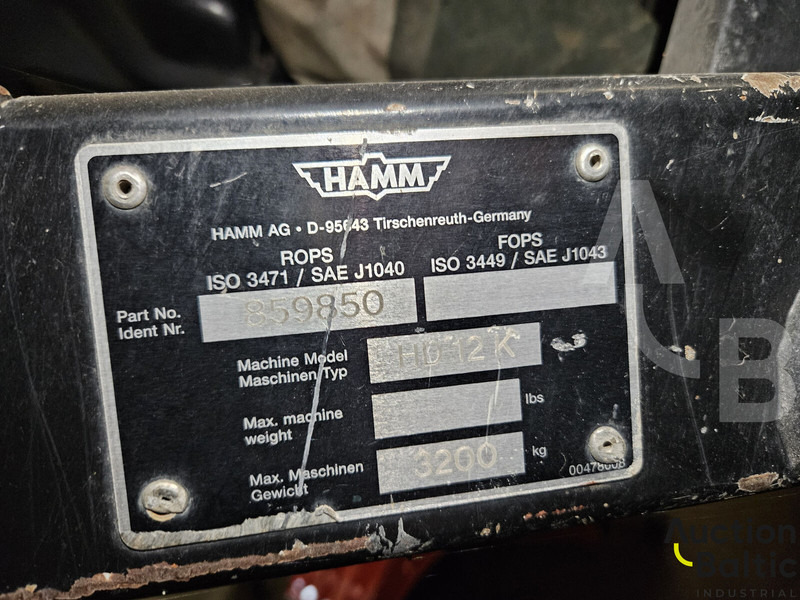 HAMM
HAMM AG • D-95643 Tirschenreuth-Germany
ROPS
ISO 3471 / SAE J1040
FOPS
ISO 3449 / SAE J1043
Part No.
Ident Nr.
859850
Machine Model
Maschinen Typ
HD 12 K
Max. machine
weight
lbs
Max. Maschinen
Gewicht
3200
kg
00478008
AB
Auction
Baltic
INDUSTRIAL